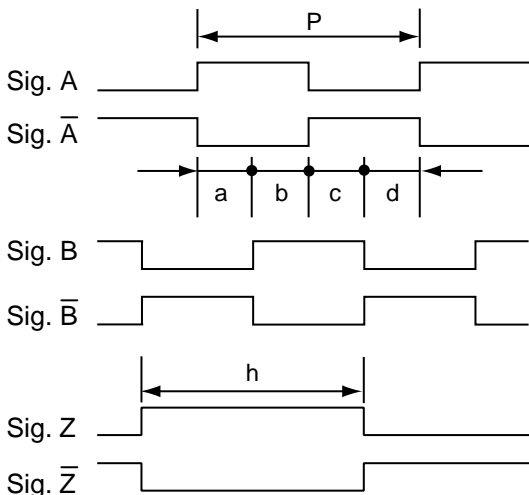 P
Sig. A
Sig. A̅
a b c d
Sig. B
Sig. B̅
h
Sig. Z
Sig. Z̅